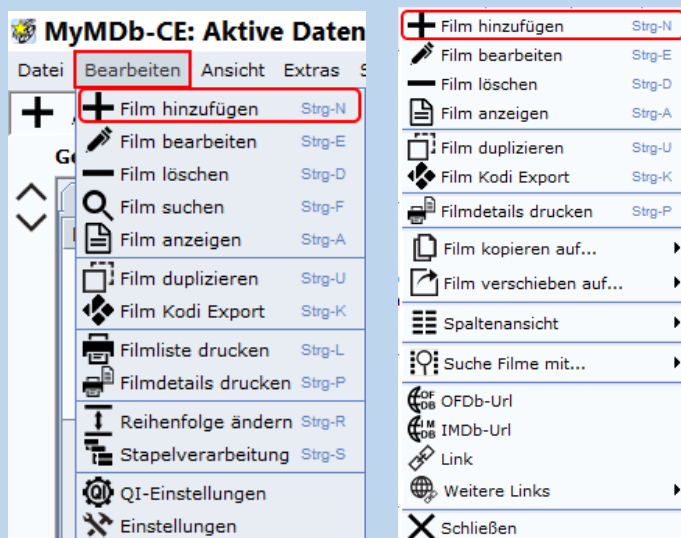 MyMDb-CE: Aktive Daten
Datei Bearbeiten Ansicht Extras
Film hinzufügen Strg-N
Film bearbeiten Strg-E
Film löschen Strg-D
Film suchen Strg-F
Film anzeigen Strg-A
Film duplizieren Strg-U
Film Kodi Export Strg-K
Filmliste drucken Strg-L
Filmdetails drucken Strg-P
Reihenfolge ändern Strg-R
Stapelverarbeitung Strg-S
QI-Einstellungen
Einstellungen
Film hinzufügen Strg-N
Film bearbeiten Strg-E
Film löschen Strg-D
Film anzeigen Strg-A
Film duplizieren Strg-U
Film Kodi Export Strg-K
Filmdetails drucken Strg-P
Film kopieren auf...
Film verschieben auf...
Spaltenansicht
Suche Filme mit...
OFDb-Url
IMDb-Url
Link
Weitere Links
Schließen